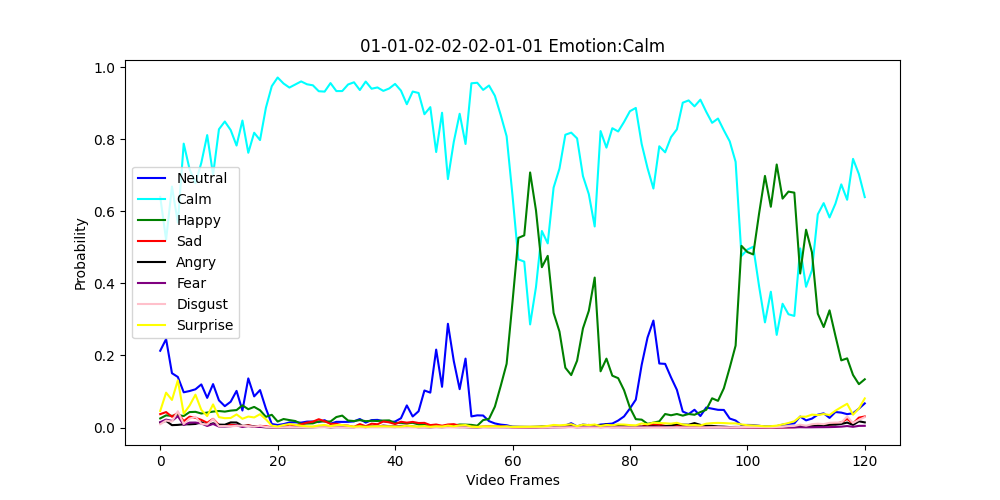 01-01-02-02-02-01-01 Emotion:Calm
1.0
0.8
0.6
0.4
0.2
0.0
Probability
Neutral
Calm
Happy
Sad
Angry
Fear
Disgust
Surprise
0 20 40 60 80 100 120
Video Frames